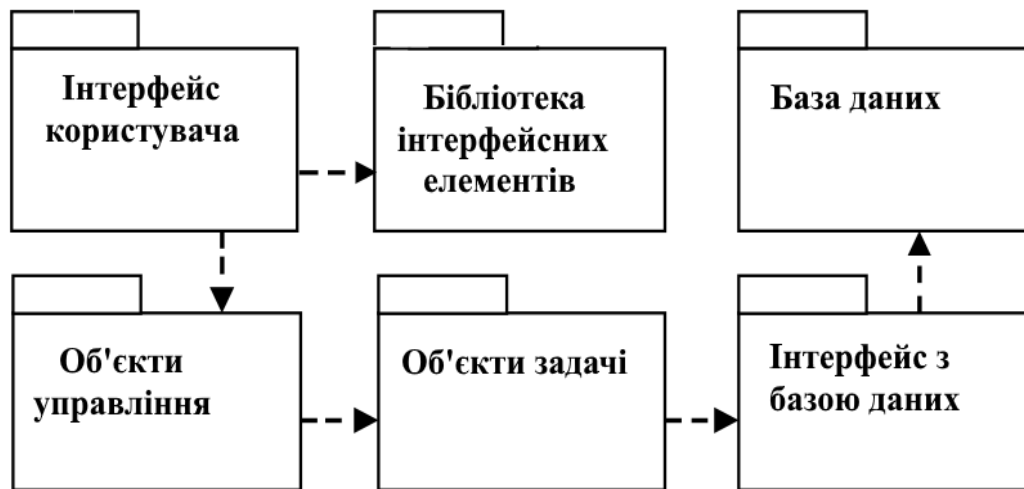 Інтерфейс
користувача
Бібліотека
інтерфейсних
елементів
База даних
Об'єкти
управління
Об'єкти задачі
Інтерфейс з
базою даних